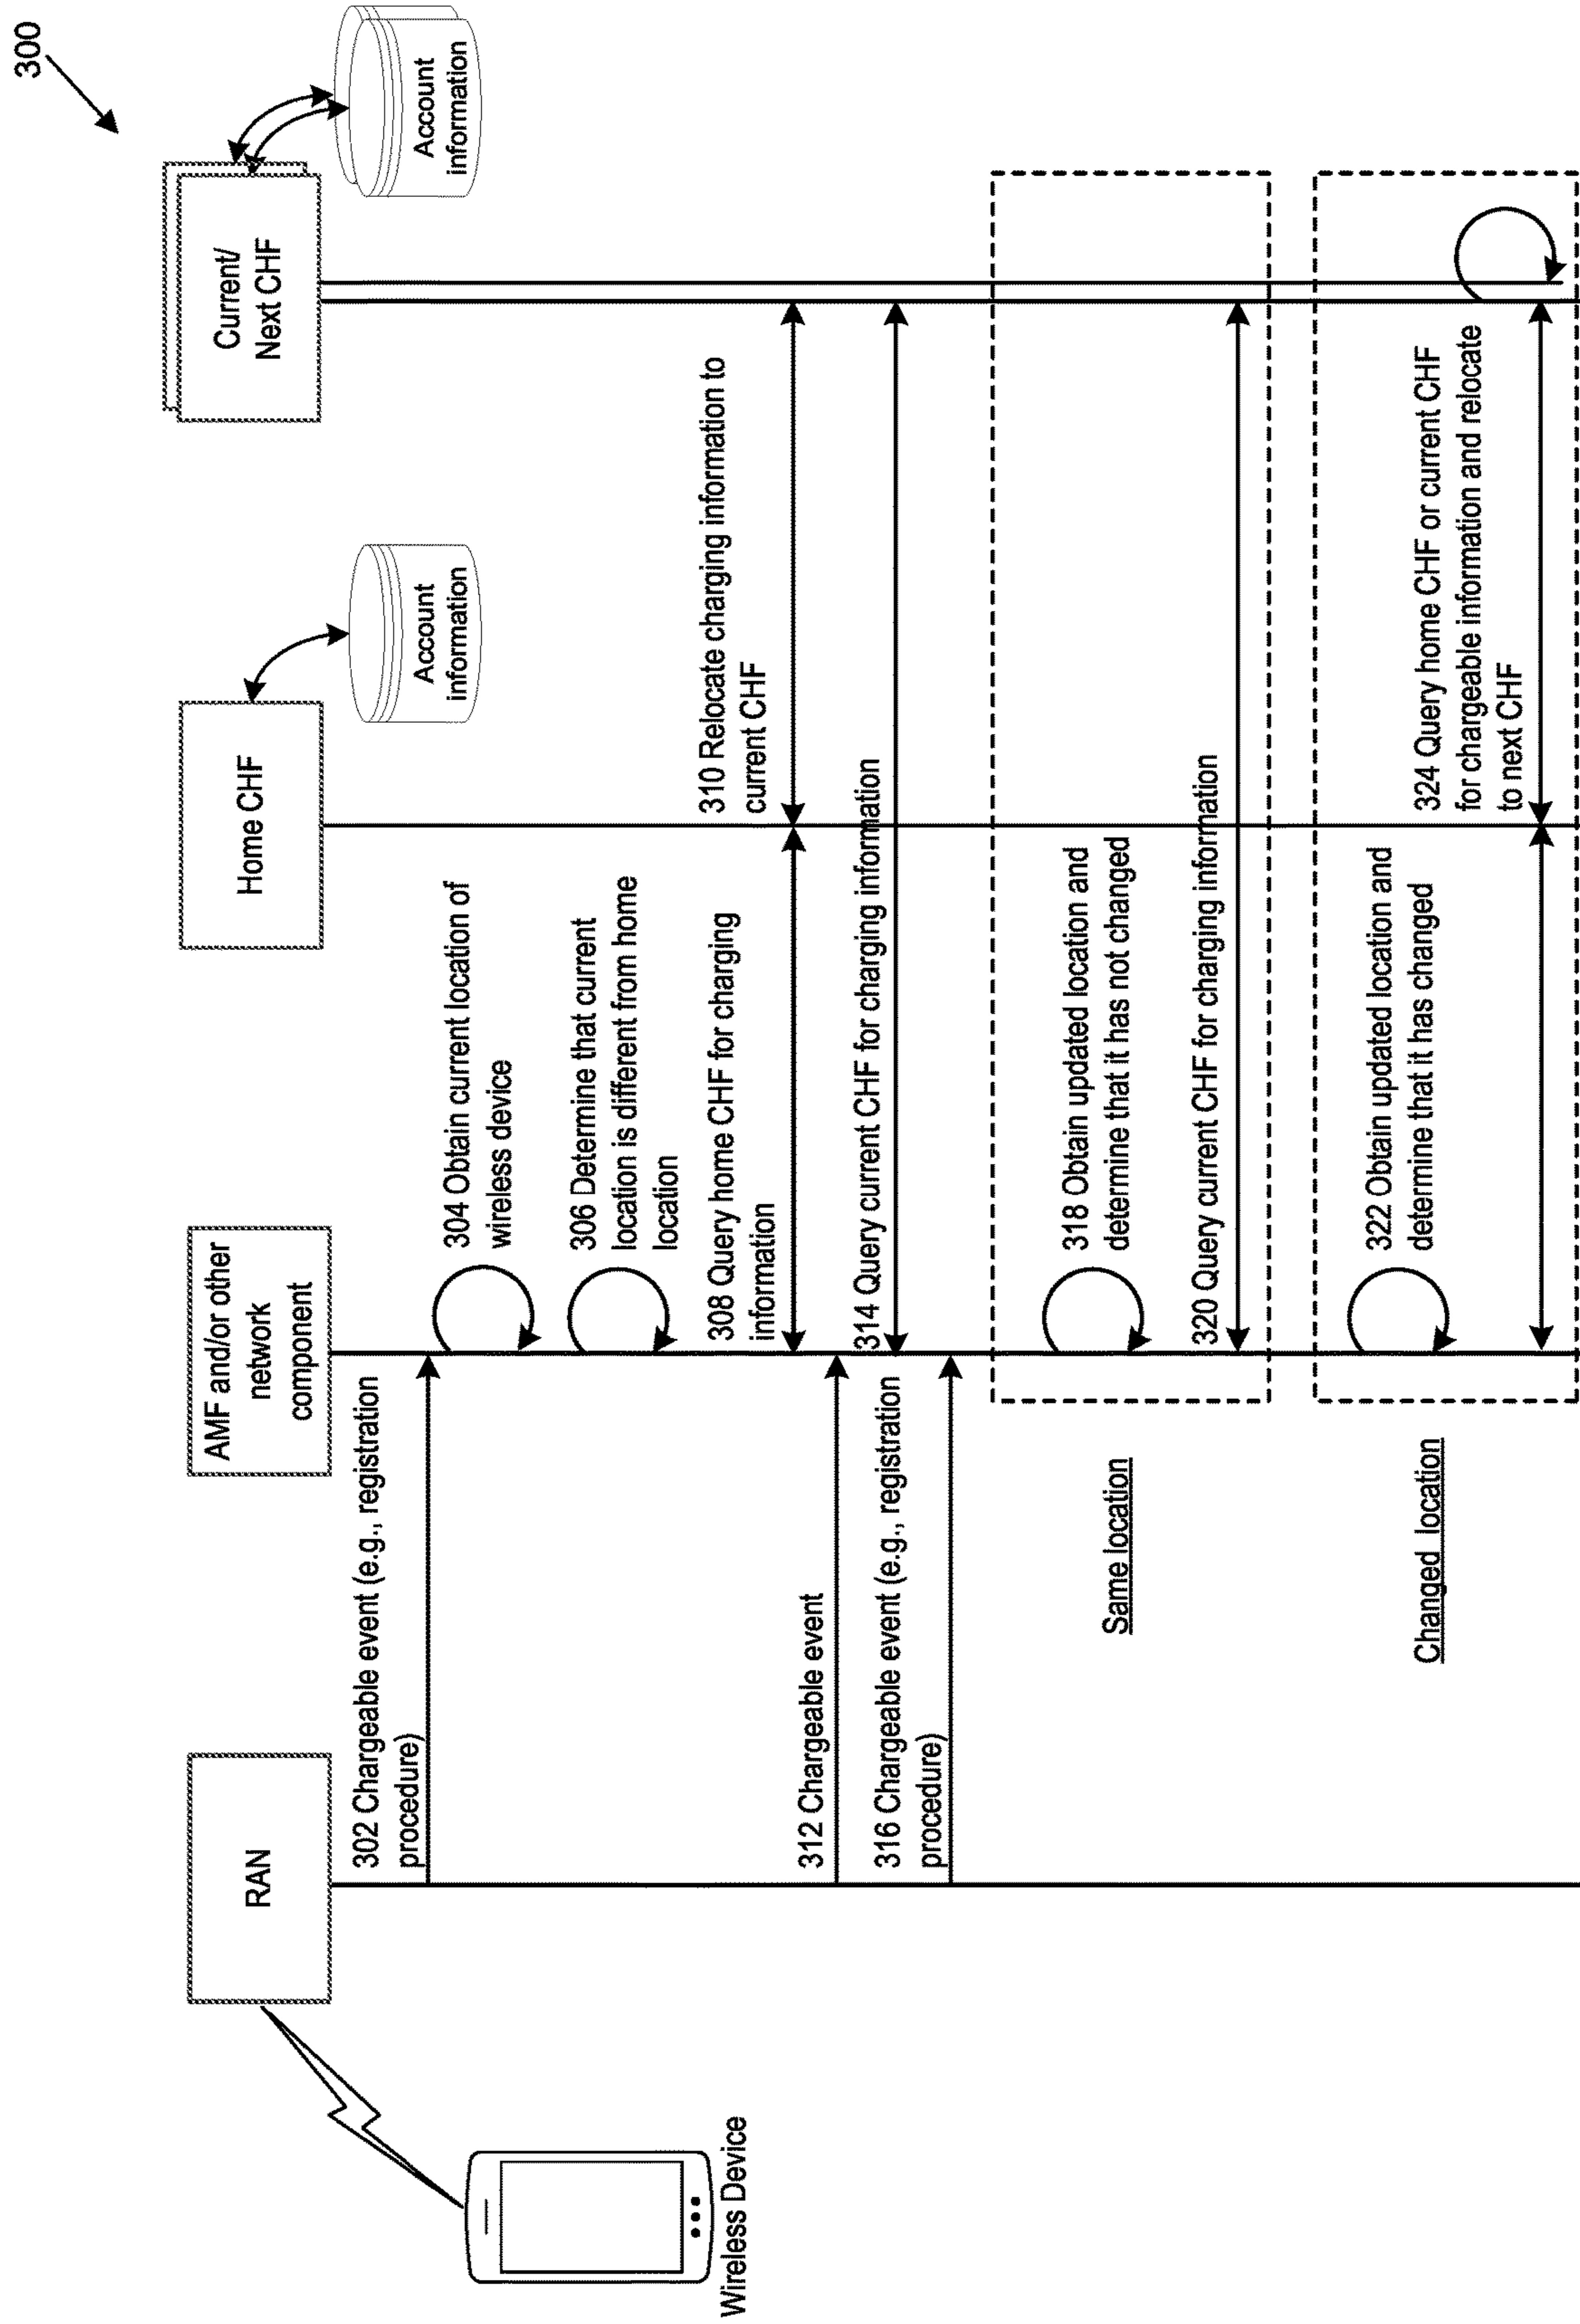 300
Wireless Device
RAN
AMF and/or other
network
component
Home CHF
Current/
Next CHF
Account
information
Account
information
302 Chargeable event (e.g., registration
procedure)
304 Obtain current location of
wireless device
306 Determine that current
location is different from home
location
308 Query home CHF for charging
information
310 Relocate charging information to
current CHF
312 Chargeable event
314 Query current CHF for charging information
316 Chargeable event (e.g., registration
procedure)
Same location
318 Obtain updated location and
determine that it has not changed
320 Query current CHF for charging information
Changed location
322 Obtain updated location and
determine that it has changed
324 Query home CHF or current CHF
for chargeable information and relocate
to next CHF